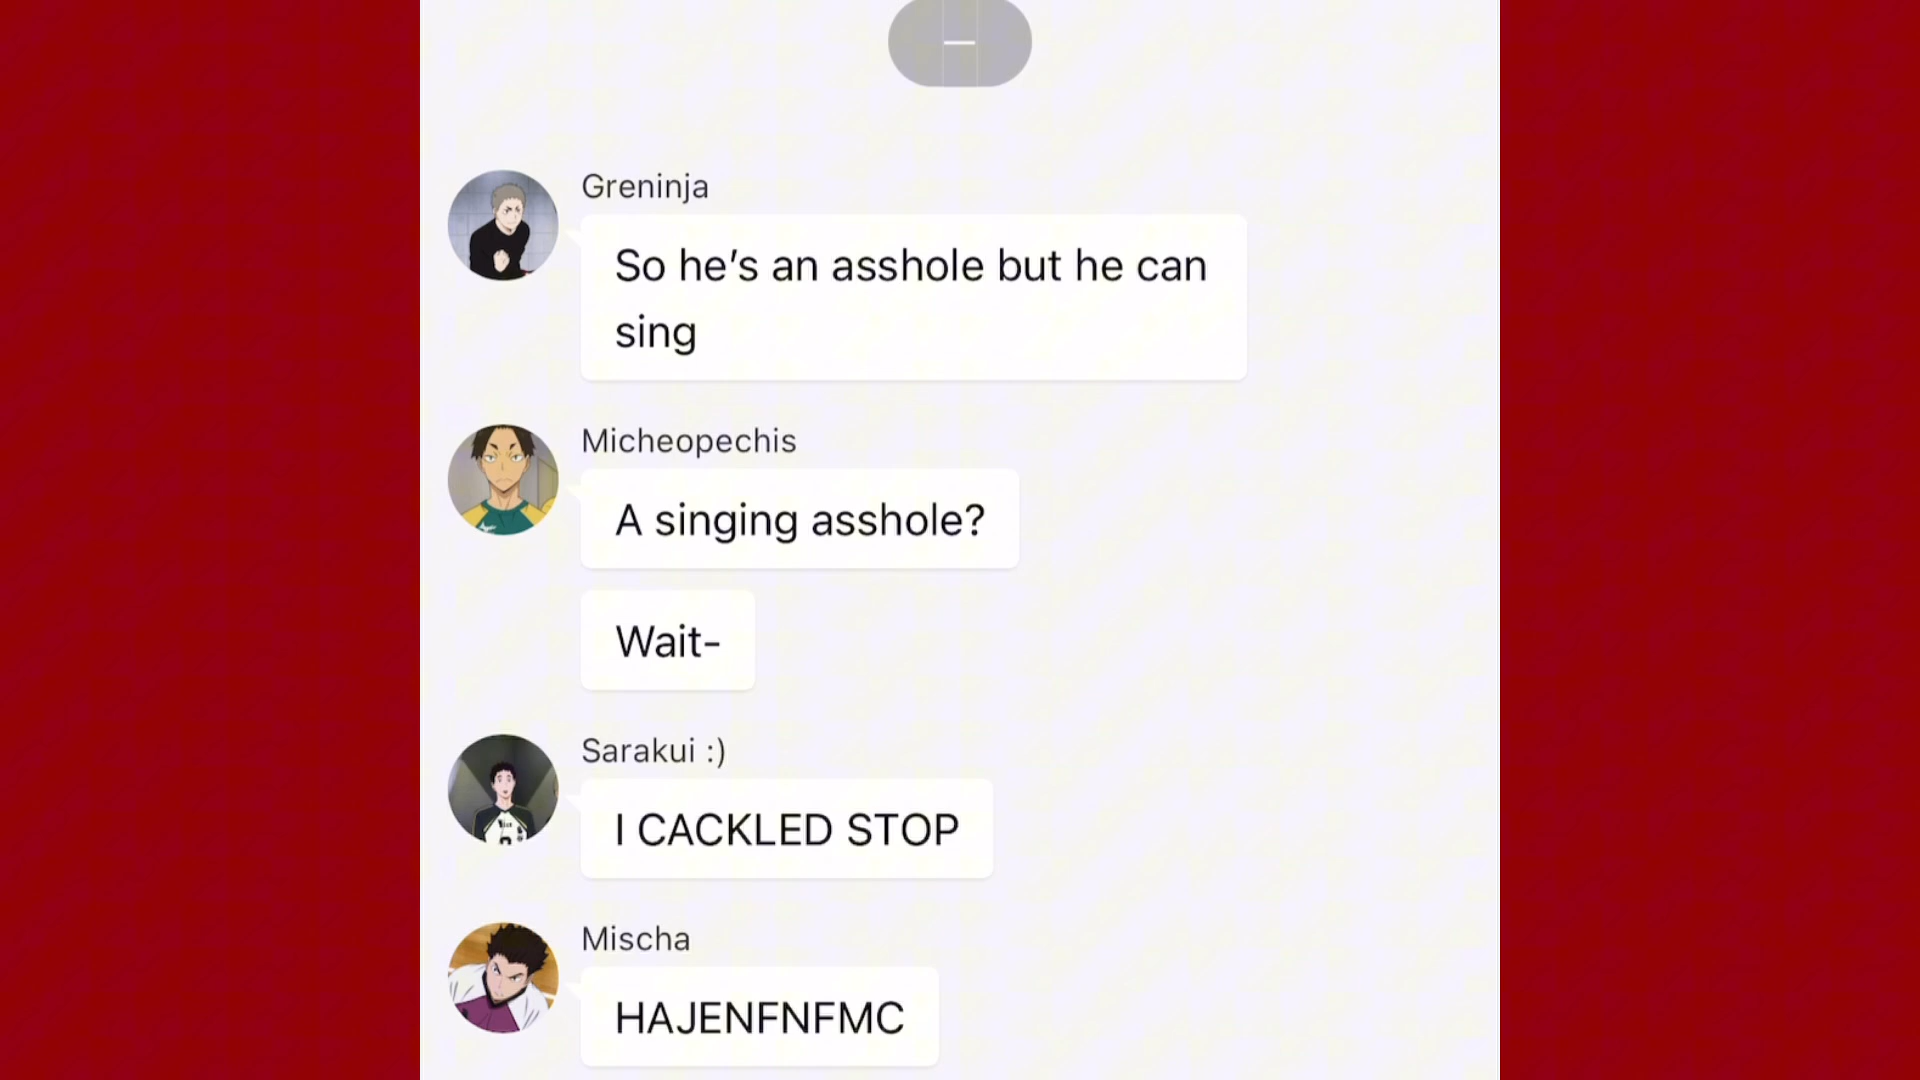 Greninja
So he’s an asshole but he can
sing
Micheopechis
A singing asshole?
Wait-
Sarakui :)
I CACKLED STOP
Mischa
HAJENFNFMC